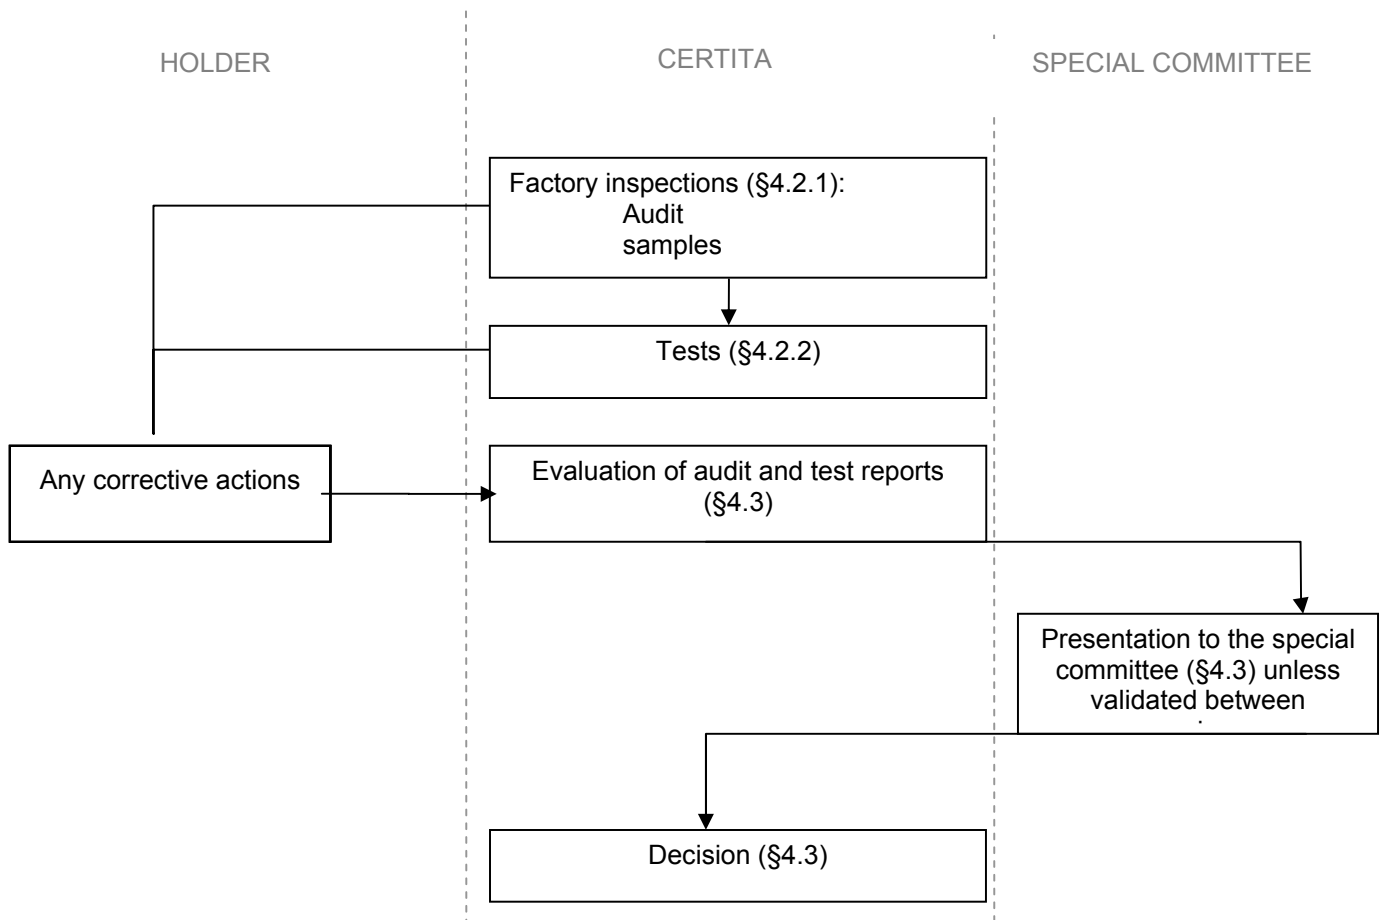 HOLDER
CERTITA
SPECIAL COMMITTEE
Factory inspections (§4.2.1):
Audit
samples
Tests (§4.2.2)
Any corrective actions
Evaluation of audit and test reports
(§4.3)
Presentation to the special
committee (§4.3) unless
validated between
Decision (§4.3)